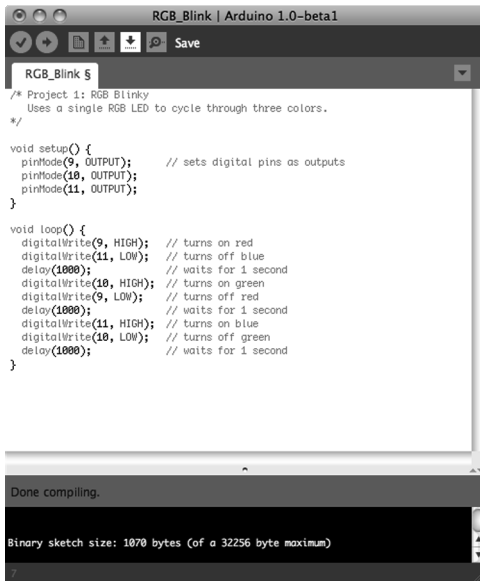 RGB_Blink | Arduino 1.0-beta1
Save
RGB_Blink §
/* Project 1: RGB Blinky
Uses a single RGB LED to cycle through three colors.
*/
void setup() {
pinMode(9, OUTPUT); // sets digital pins as outputs
pinMode(10, OUTPUT);
pinMode(11, OUTPUT);
}
void loop() {
digitalWrite(9, HIGH); // turns on red
digitalWrite(11, LOW); // turns off blue
delay(1000); // waits for 1 second
digitalWrite(10, HIGH); // turns on green
digitalWrite(9, LOW); // turns off red
delay(1000); // waits for 1 second
digitalWrite(11, HIGH); // turns on blue
digitalWrite(10, LOW); // turns off green
delay(1000); // waits for 1 second
}
Done compiling.
Binary sketch size: 1070 bytes (of a 32256 byte maximum)
7